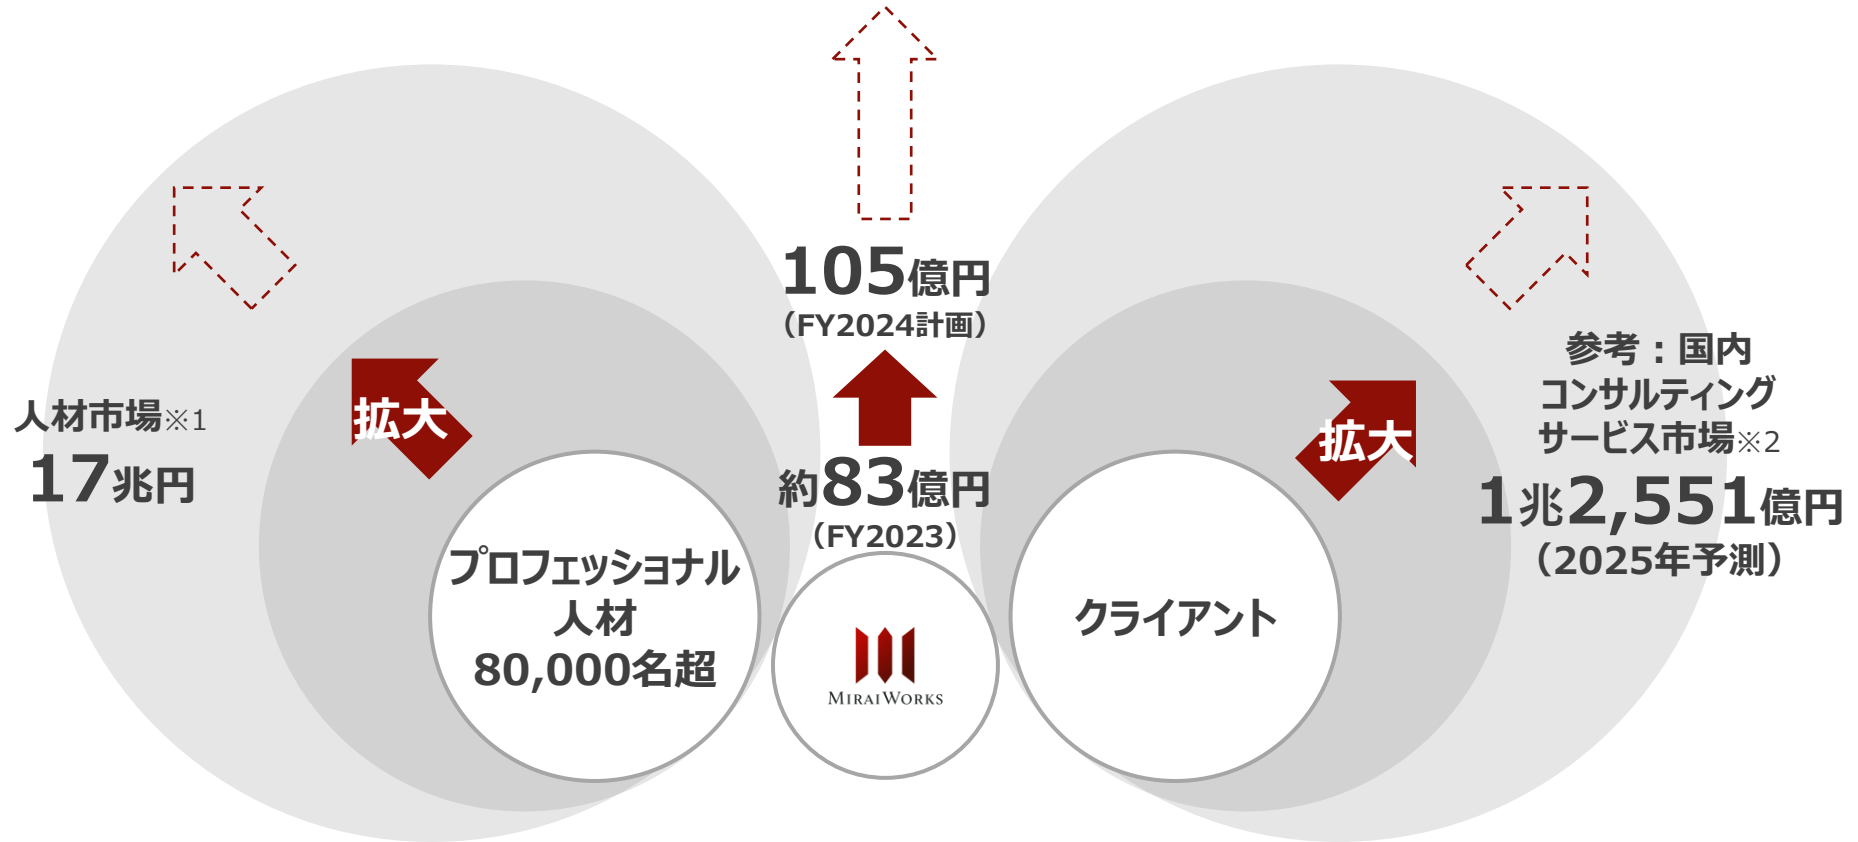 105億円
（FY2024計画）
拡大
人材市場※1
17兆円
約83億円
（FY2023）
プロフェッショナル
人材
80,000名超
MIRAIWORKS
クライアント
拡大
参考：国内
コンサルティング
サービス市場※2
1兆2,551億円
（2025年予測）